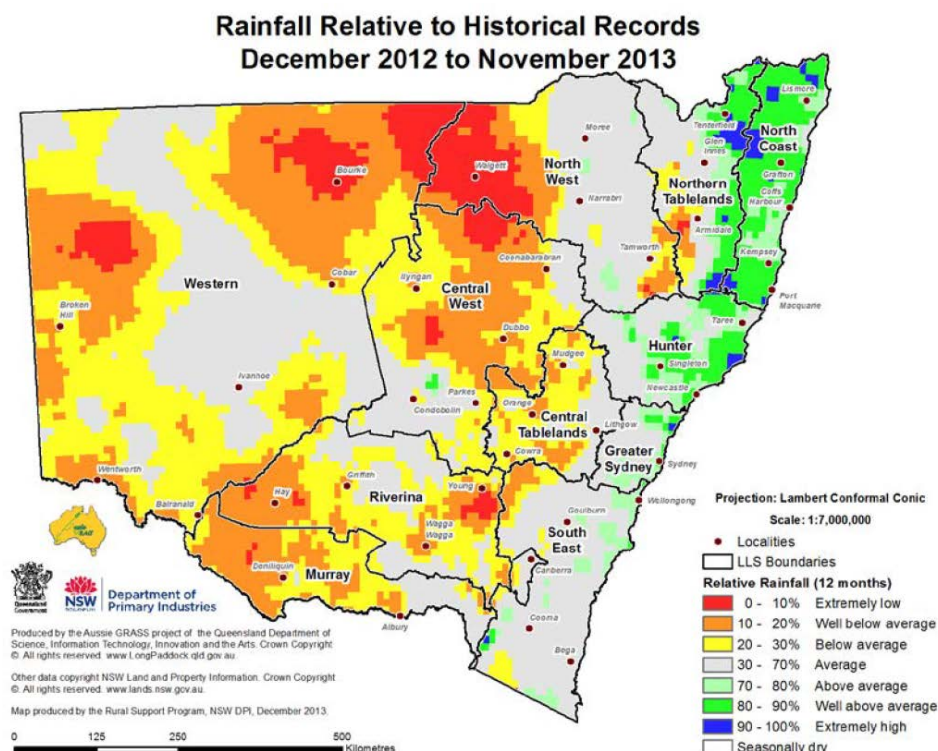 Rainfall Relative to Historical Records
December 2012 to November 2013
Lismore
Moree
Tenterfield
Glen
Innes
North
Coast
Grafton
Bourke
Walgett
North
West
Northern
Tablelands
Coffs
Harbour
Narrabri
Armidale
Tamworth
Kempsey
Coonabarabran
Western
Cobar
Nyngan
Central
West
Port
Macquarie
Broken
Hill
Dubbo
Taree
Hunter
Mudgee
Singleton
Ivanhoe
Newcastle
Parkes
Condobolin
Orange
Central
Tablelands
Lithgow
Greater
Sydney
Cowra
Sydney
Wentworth
Griffith
Young
Hay
Riverina
Balranald
Wollongong
Goulburn
Wagga
Wagga
South
East
Deniliquin
Murray
Canberra
Albury
Cooma
Bega
Projection: Lambert Conformal Conic
Scale: 1:7,000,000
Localities
LLS Boundaries
Relative Rainfall (12 months)
0 - 10% Extremely low
10 - 20% Well below average
20 - 30% Below average
30 - 70% Average
70 - 80% Above average
80 - 90% Well above average
90 - 100% Extremely high
Seasonally dry
Queensland
Government
NSW
Department of
Primary Industries
Produced by the Aussie GRASS project of the Queensland Department of
Science, Information Technology, Innovation and the Arts. Crown Copyright
© All rights reserved. www.LongPaddock.qld.gov.au
Other data copyright NSW Land and Property Information. Crown Copyright
© All rights reserved. www.lands.nsw.gov.au.
Map produced by the Rural Support Program, NSW DPI, December 2013.
0 125 250 500
Kilometres